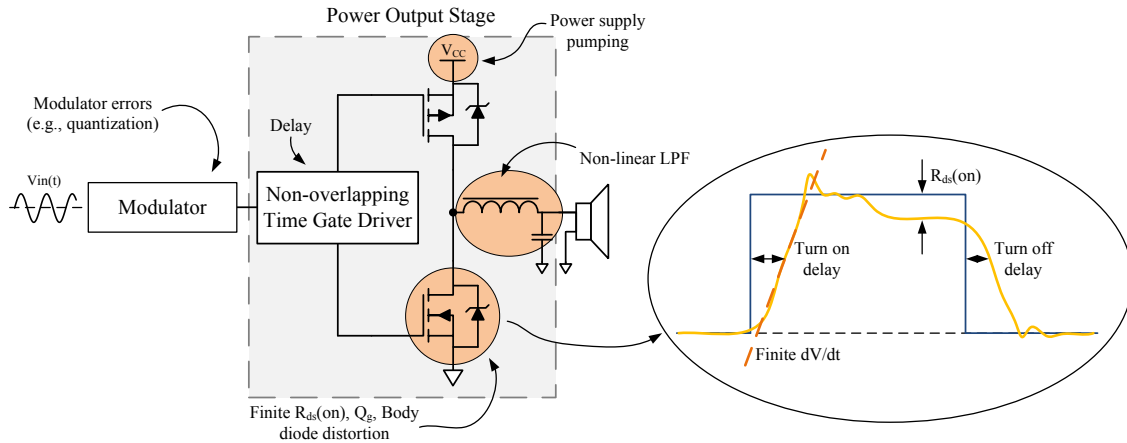 Power Output Stage
Power supply
pumping
V_CC
Modulator errors
(e.g., quantization)
Delay
Non-linear LPF
Vin(t)
Modulator
Non-overlapping
Time Gate Driver
R_ds(on)
Turn on
delay
Turn off
delay
Finite dV/dt
Finite R_ds(on), Q_g, Body
diode distortion